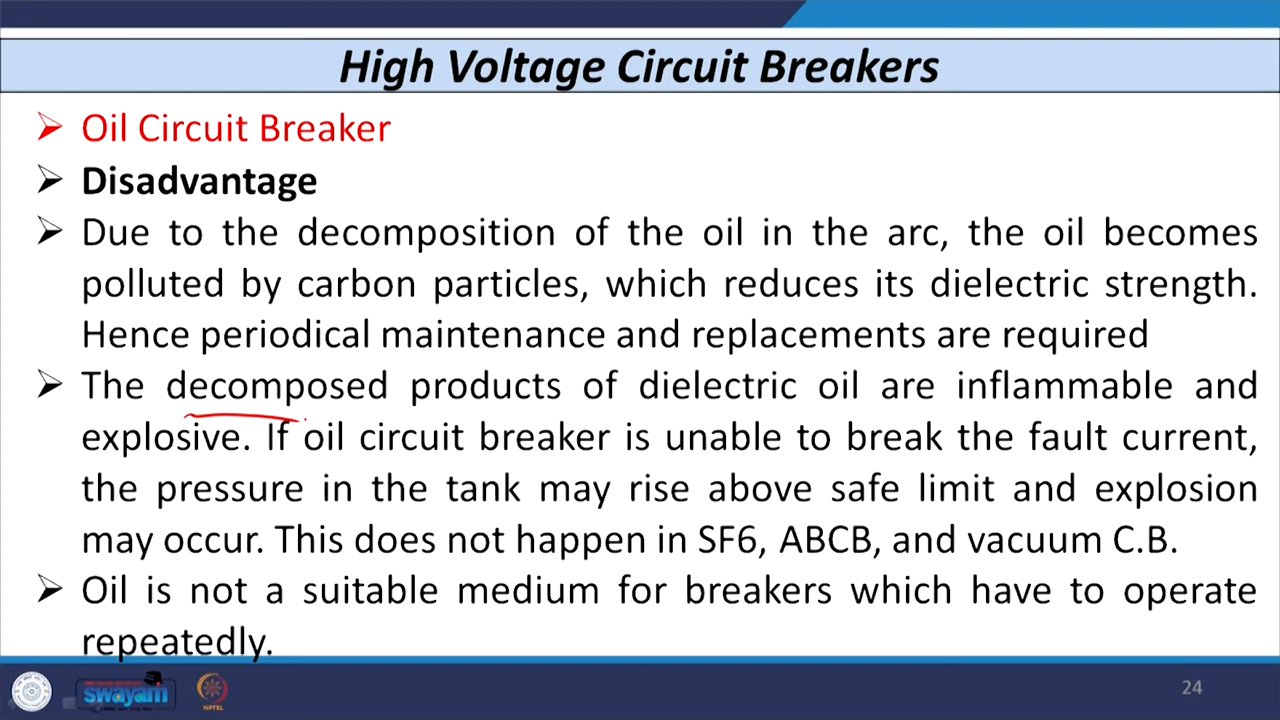 High Voltage Circuit Breakers
➢ Oil Circuit Breaker
➢ Disadvantage
➢ Due to the decomposition of the oil in the arc, the oil becomes
polluted by carbon particles, which reduces its dielectric strength.
Hence periodical maintenance and replacements are required
➢ The decomposed products of dielectric oil are inflammable and
explosive. If oil circuit breaker is unable to break the fault current,
the pressure in the tank may rise above safe limit and explosion
may occur. This does not happen in SF6, ABCB, and vacuum C.B.
➢ Oil is not a suitable medium for breakers which have to operate
repeatedly.
swayam
NPTEL
24